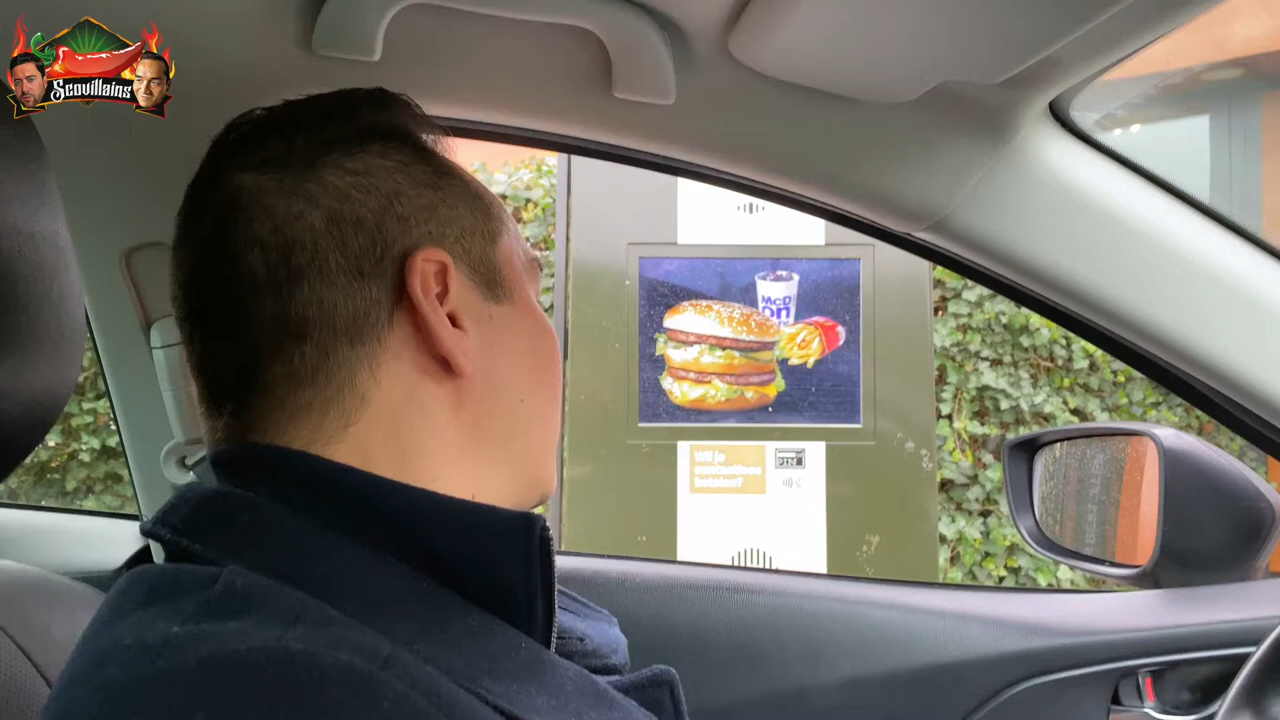 Scovillains
McD
on
Wil je
contactloos
betalen?
PIN